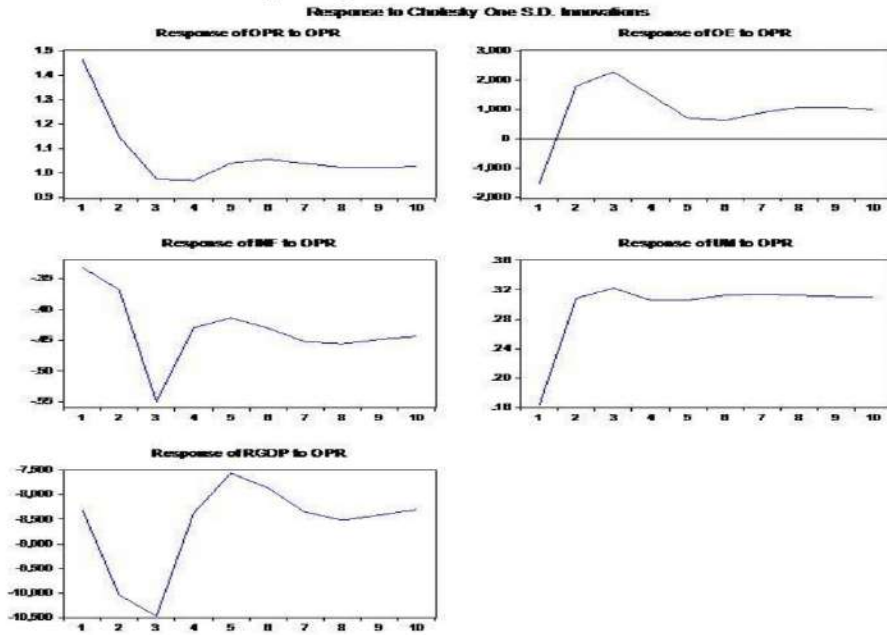 Response to Cholesky One S.D. Innovations
Response of OPR to OPR
1.5
1.4
1.3
1.2
1.1
1.0
0.9
1 2 3 4 5 6 7 8 9 10
Response of OE to OPR
3,000
2,000
1,000
0
-1,000
-2,000
1 2 3 4 5 6 7 8 9 10
Response of INF to OPR
-.35
-.40
-.45
-.50
-.55
1 2 3 4 5 6 7 8 9 10
Response of UM to OPR
.36
.32
.28
.24
.20
.16
1 2 3 4 5 6 7 8 9 10
Response of RGDP to OPR
-7,500
-8,000
-8,500
-9,000
-9,500
-10,000
-10,500
1 2 3 4 5 6 7 8 9 10